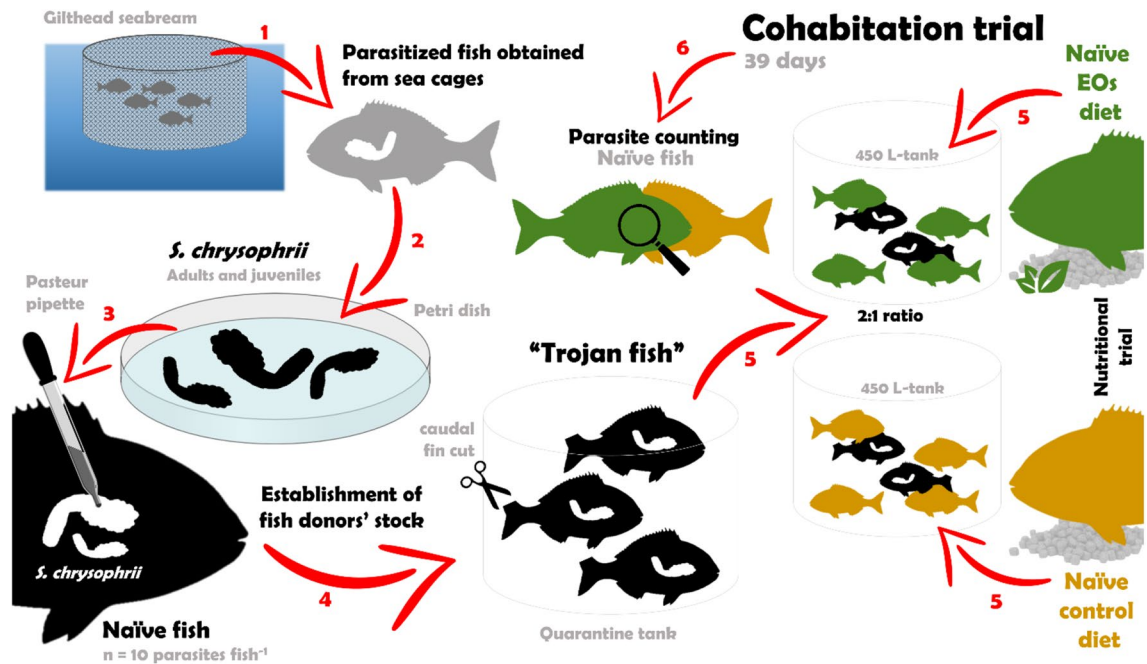 Gilthead seabream
1
Parasitized fish obtained
from sea cages
2
S. chrysophrii
Adults and juveniles
Petri dish
Pasteur
pipette
3
S. chrysophrii
Naïve fish
n = 10 parasites fish⁻¹
Establishment of
fish donors' stock
4
"Trojan fish"
caudal
fin cut
Quarantine tank
5
Cohabitation trial
39 days
6
Parasite counting
Naïve fish
450 L-tank
5
Naïve
EOs
diet
2:1 ratio
Nutritional
trial
450 L-tank
5
Naïve
control
diet